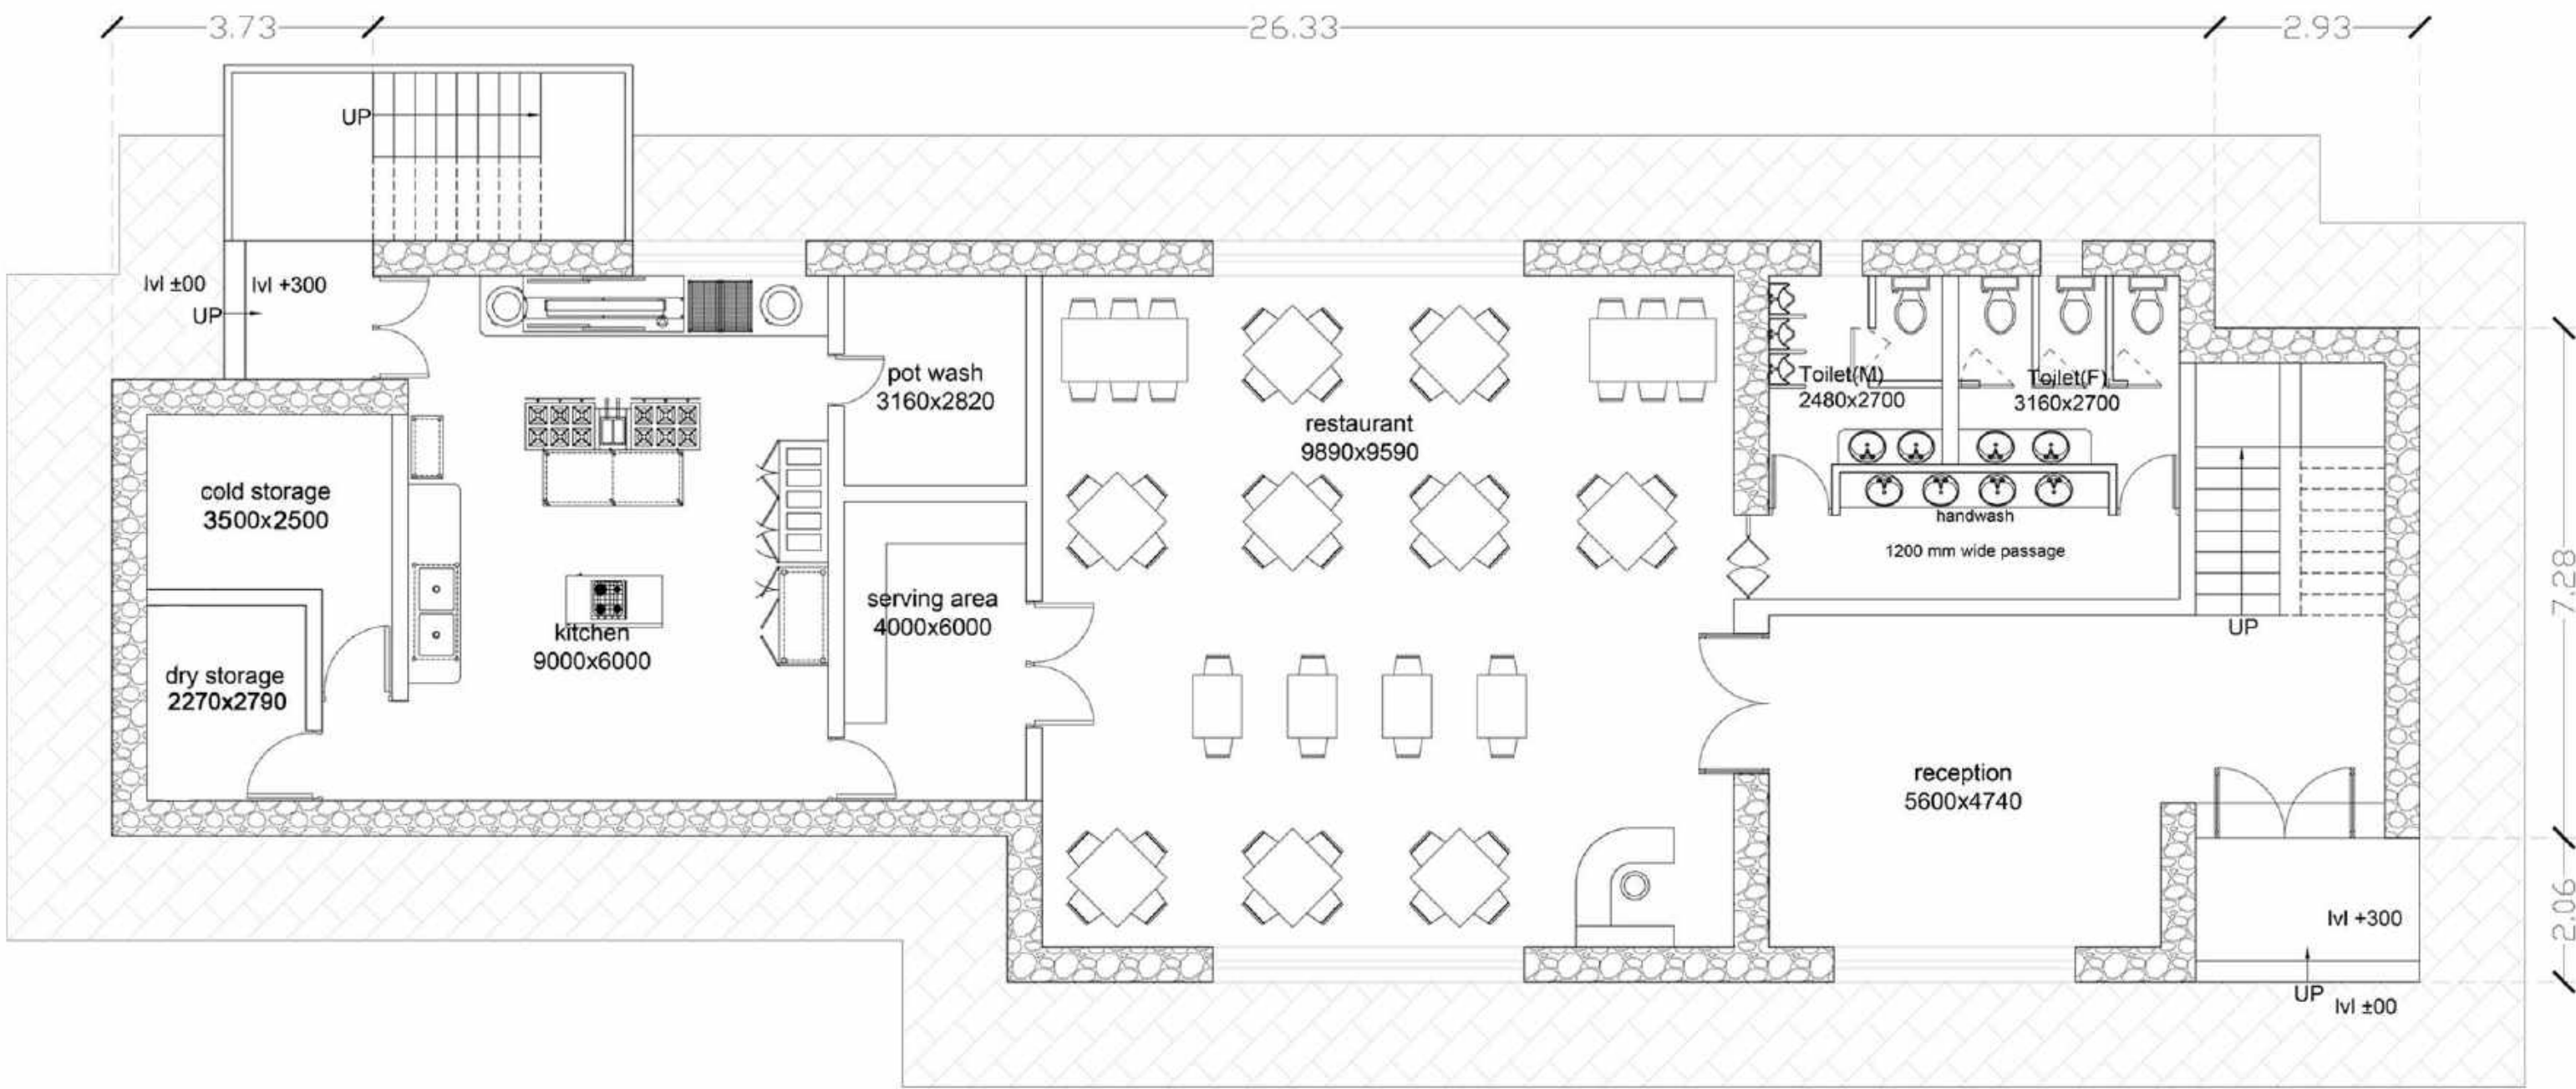 3.73
26.33
2.93
UP
lvl ±00
lvl +300
UP
pot wash
3160x2820
Toilet(M)
2480x2700
Toilet(F)
3160x2700
restaurant
9890x9590
cold storage
3500x2500
handwash
1200 mm wide passage
serving area
4000x6000
kitchen
9000x6000
7.28
UP
dry storage
2270x2790
reception
5600x4740
2.06
lvl +300
UP
lvl ±00